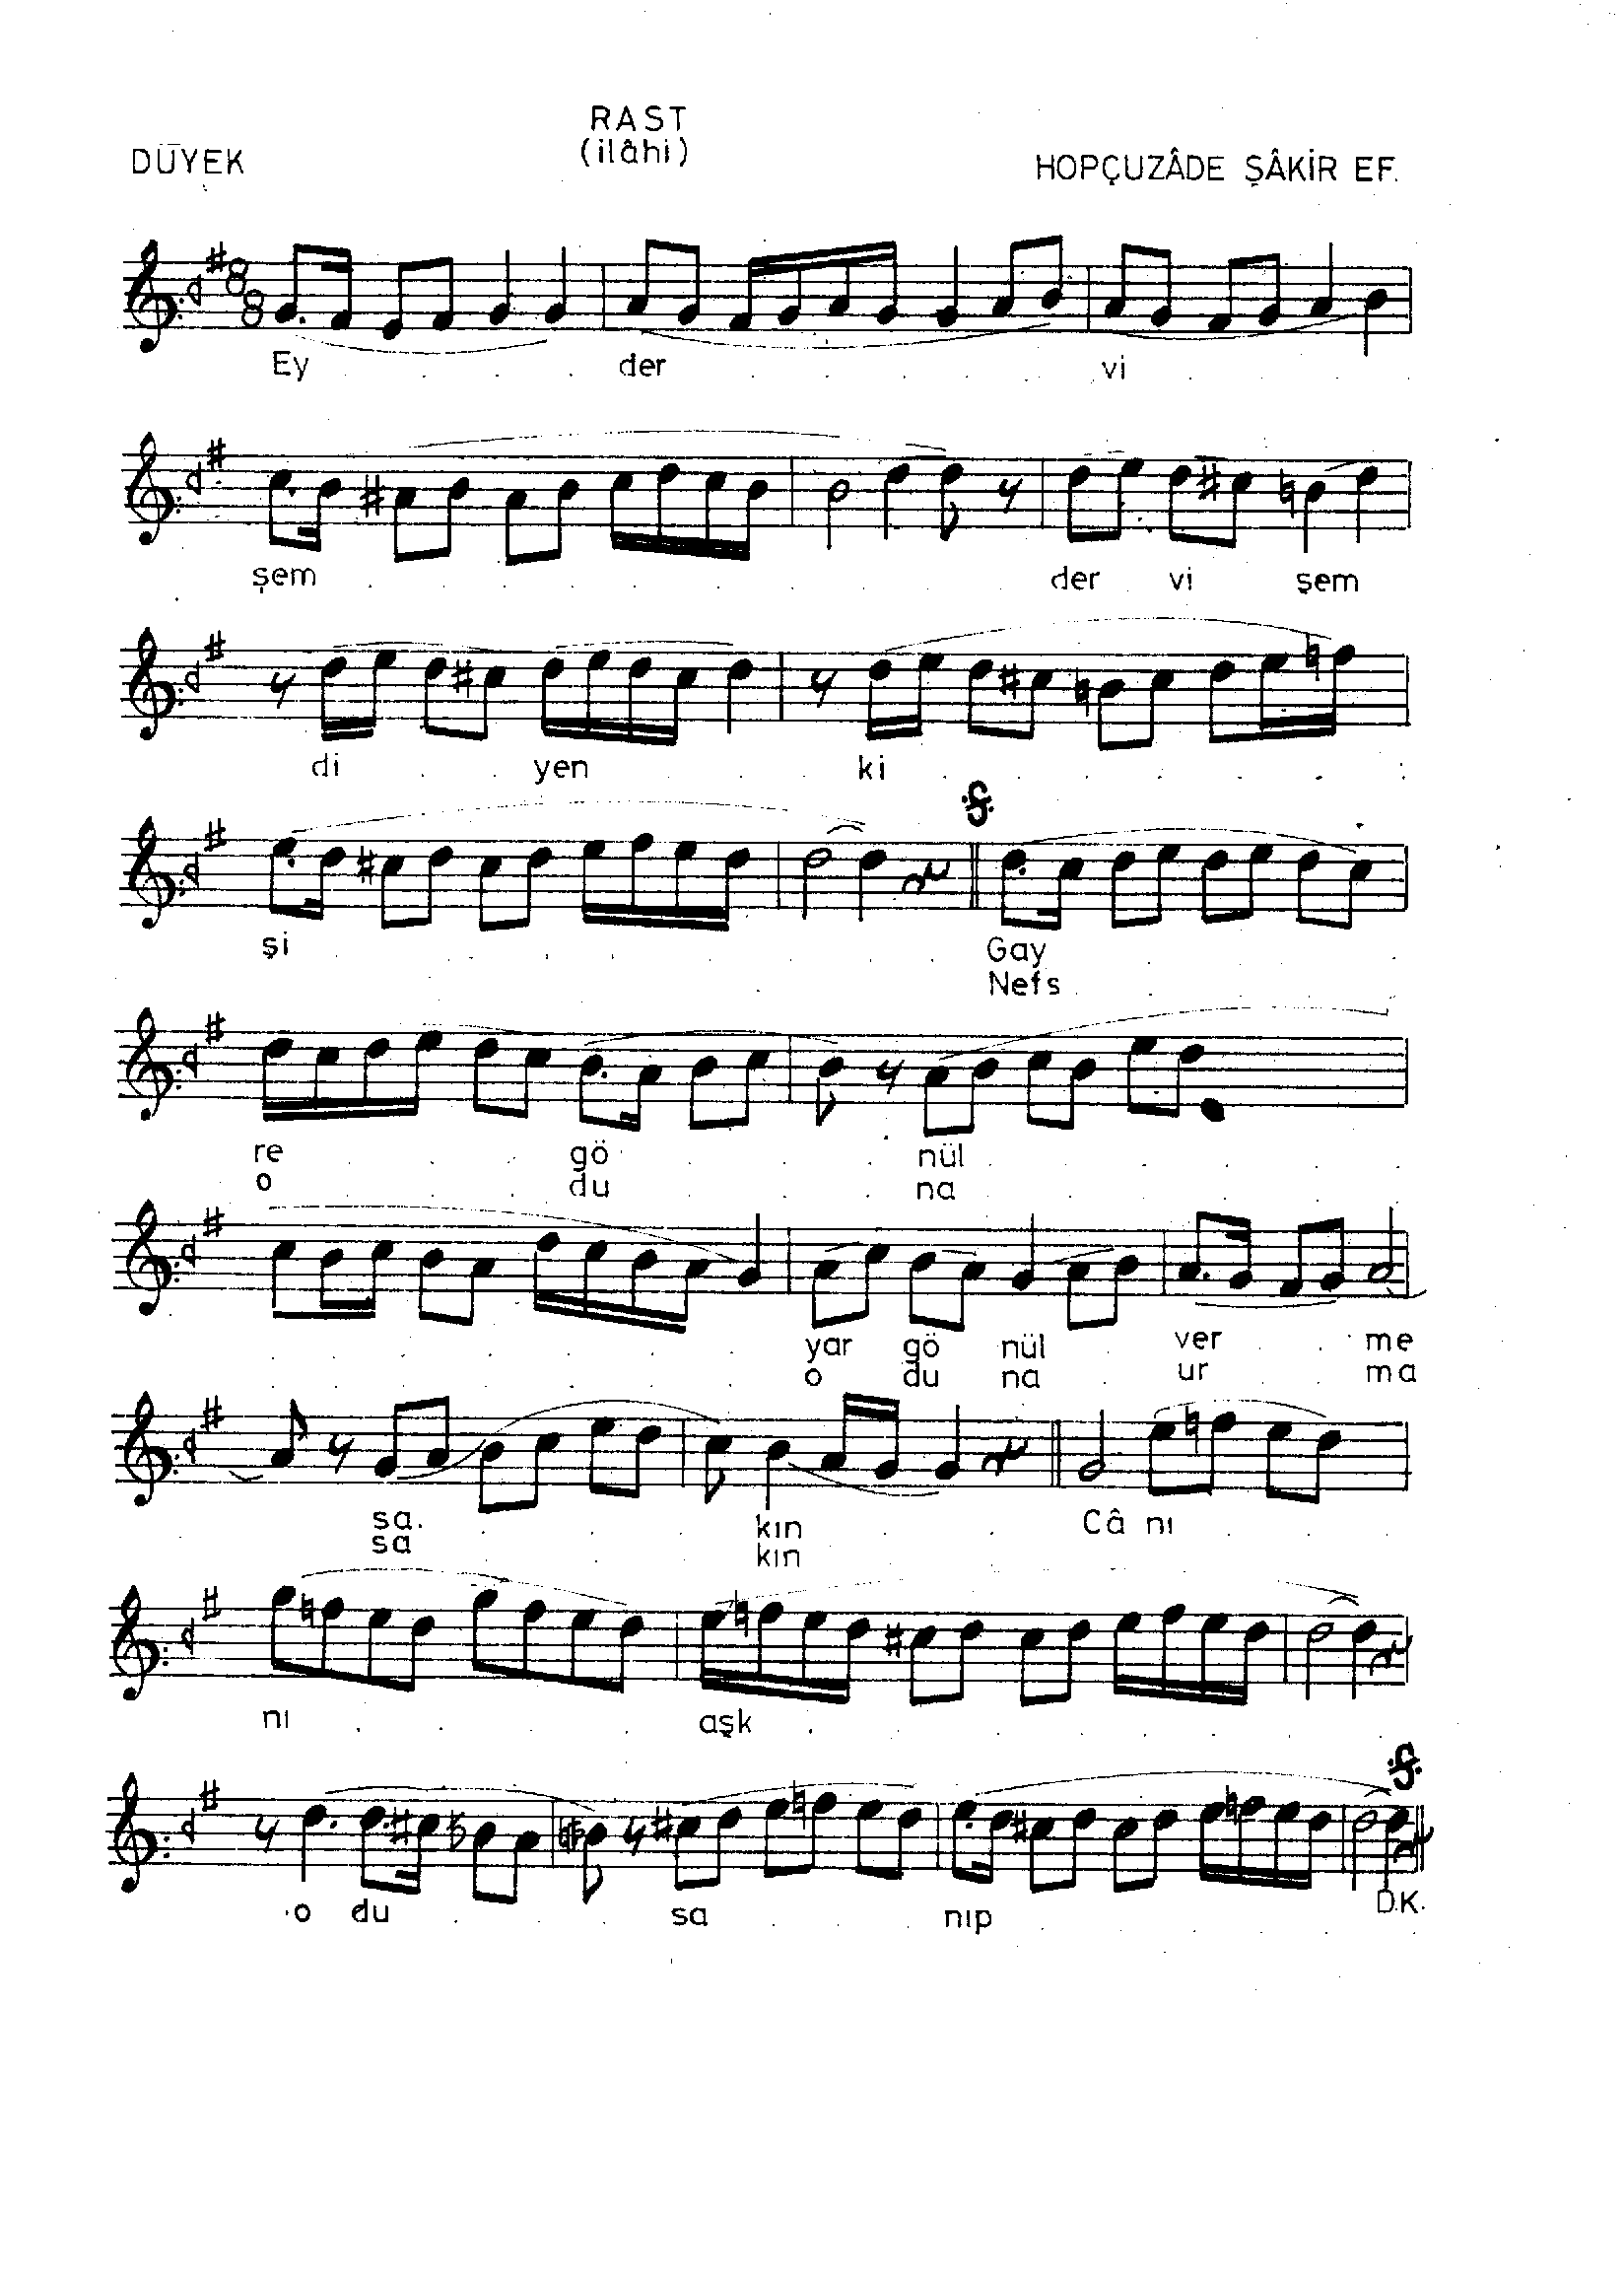 RAST
(ilâhi)
DÜYEK
HOPÇUZÂDE ŞÂKİR EF.
8
8
Ey . . . der . . . . . vi . . .
şem . . . . . . . . . der vi şem
di . . yen . . . ki . . . . . . .
şi . . . . . . . . Gay . . .
Nefs . . .
re . . . gö . . . nül . . . . .
o . . . du . . . na . . . . .
. . . . . . . yar gö nül . ver . . me
. . . . . . . o du na . ur . . ma
sa . . . . kın . . Câ nı . . .
sa . . . kın
nı . . . . aşk . . . . . . .
o du . . . sa . . . nıp . . . . .
D.K.